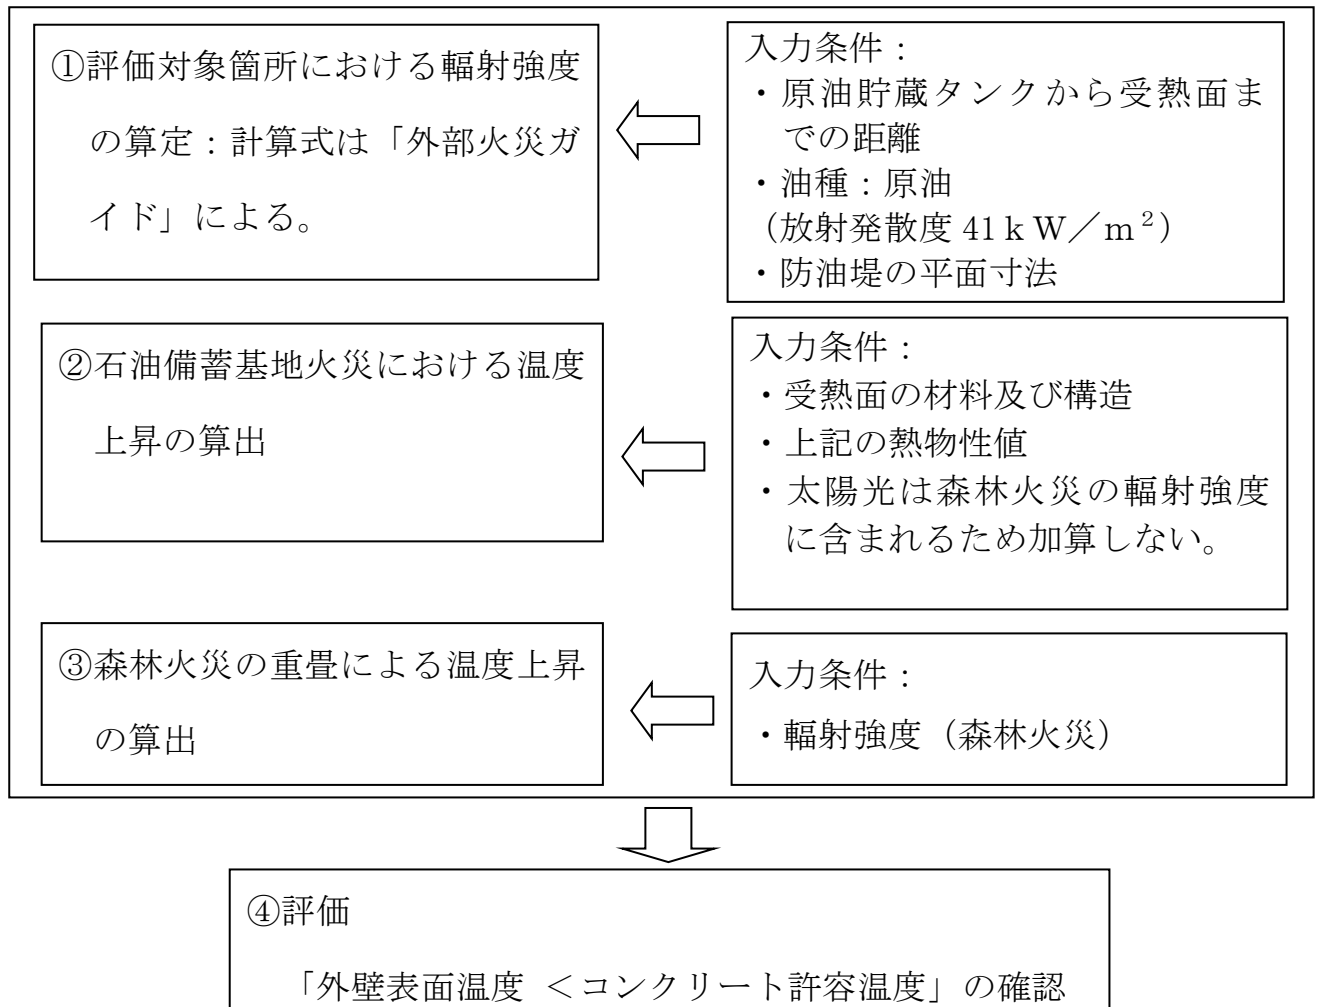 ①評価対象箇所における輻射強度
の算定：計算式は「外部火災ガ
イド」による。
入力条件：
・原油貯蔵タンクから受熱面ま
での距離
・油種：原油
（放射発散度 41ｋW／m²）
・防油堤の平面寸法
②石油備蓄基地火災における温度
上昇の算出
入力条件：
・受熱面の材料及び構造
・上記の熱物性値
・太陽光は森林火災の輻射強度
に含まれるため加算しない。
③森林火災の重畳による温度上昇
の算出
入力条件：
・輻射強度（森林火災）
④評価
「外壁表面温度 ＜コンクリート許容温度」の確認